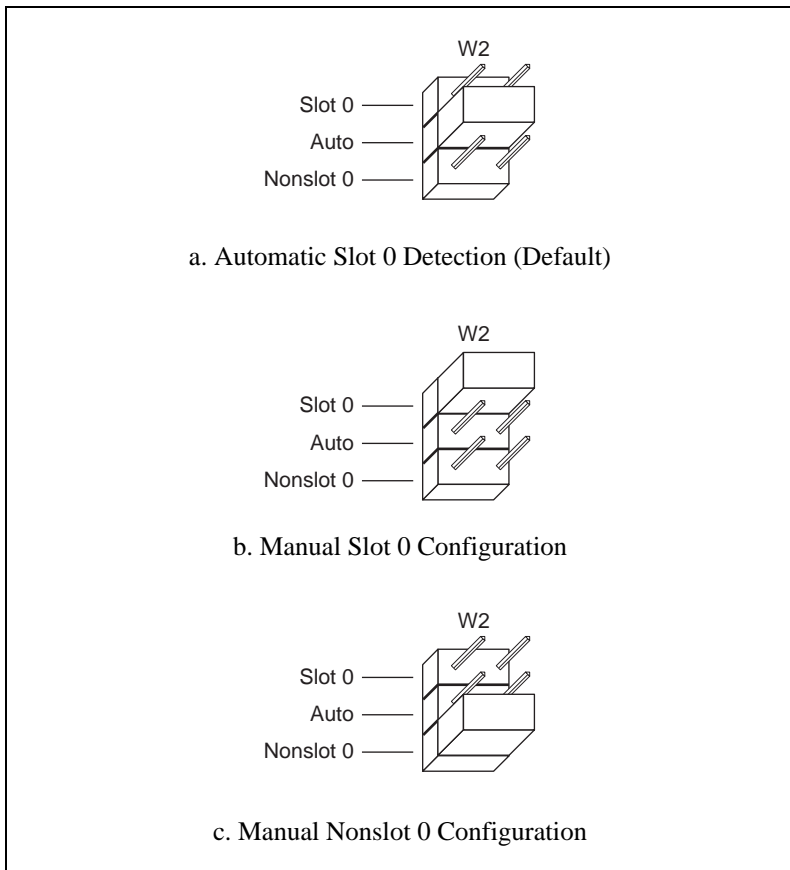 W2
Slot 0
Auto
Nonslot 0
a. Automatic Slot 0 Detection (Default)
W2
Slot 0
Auto
Nonslot 0
b. Manual Slot 0 Configuration
W2
Slot 0
Auto
Nonslot 0
c. Manual Nonslot 0 Configuration